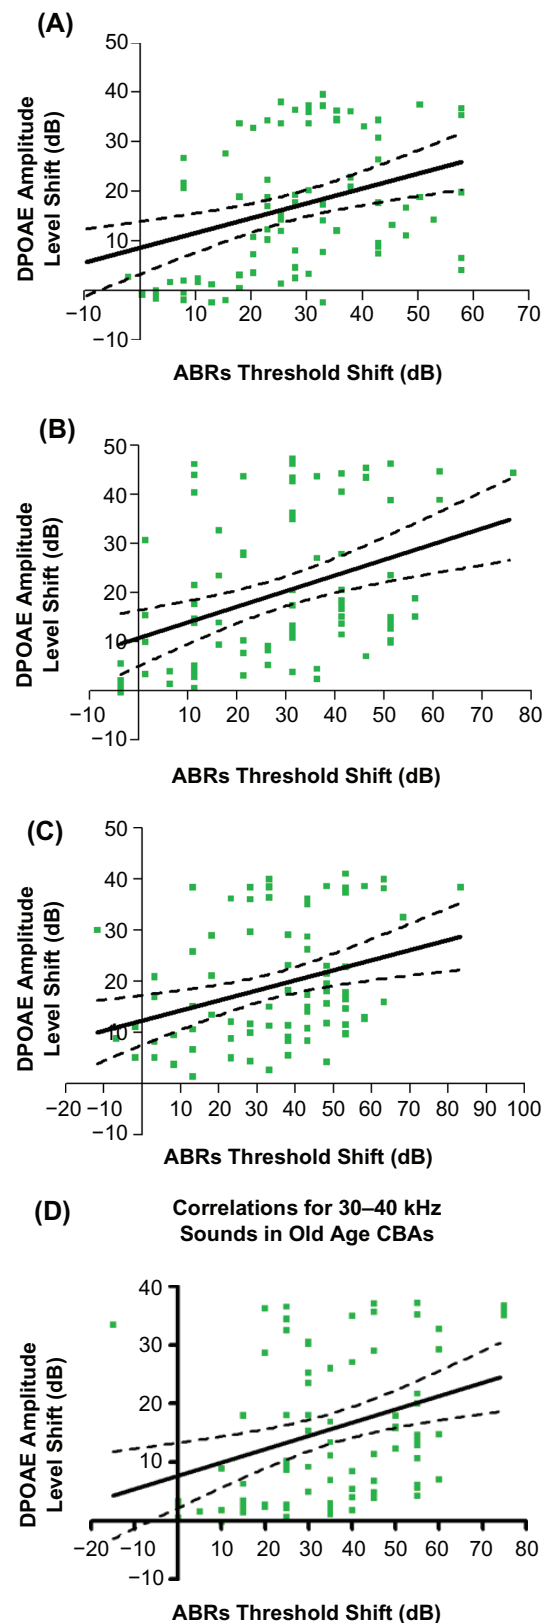 (A)
50
40
30
20
10
−10
−10 10 20 30 40 50 60 70
DPOAE Amplitude
Level Shift (dB)
ABRs Threshold Shift (dB)
(B)
50
40
30
20
10
−10
−10 0 10 20 30 40 50 60 70 80
DPOAE Amplitude
Level Shift (dB)
ABRs Threshold Shift (dB)
(C)
50
40
30
20
10
−10
−20 −10 10 20 30 40 50 60 70 80 90 100
DPOAE Amplitude
Level Shift (dB)
ABRs Threshold Shift (dB)
(D)
Correlations for 30–40 kHz
Sounds in Old Age CBAs
40
30
20
10
−10
−20 −10 0 10 20 30 40 50 60 70 80
DPOAE Amplitude
Level Shift (dB)
ABRs Threshold Shift (dB)